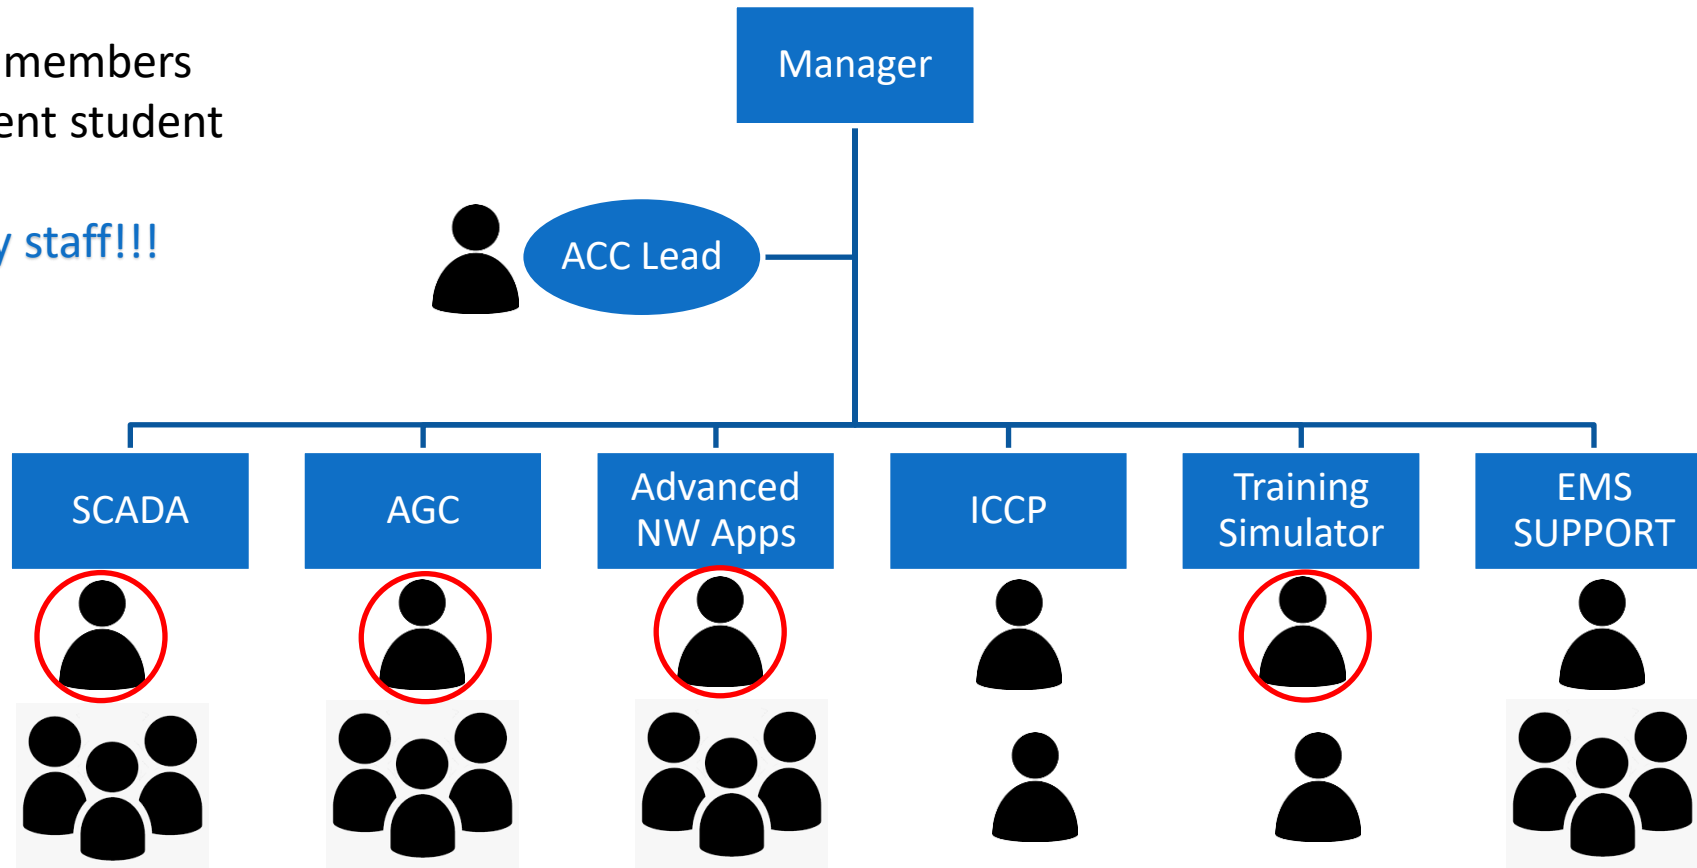 members
ent student
y staff!!!
Manager
ACC Lead
SCADA
AGC
Advanced
NW Apps
ICCP
Training
Simulator
EMS
SUPPORT